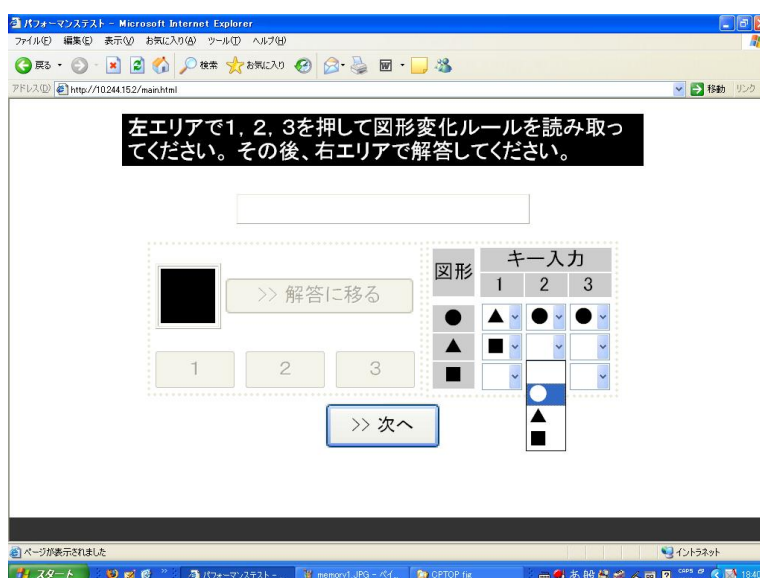 パフォーマンステスト - Microsoft Internet Explorer
ファイル(F) 編集(E) 表示(V) お気に入り(A) ツール(T) ヘルプ(H)
戻る 検索 お気に入り
アドレス(D) http://10.244.15.2/main.html 移動 リンク
左エリアで1, 2, 3を押して図形変化ルールを読み取っ
てください。その後、右エリアで解答してください。
>> 解答に移る
1 2 3
図形 キー入力
1 2 3
● ▲ ● ●
▲ ■
■
● ▲ ■
>> 次へ
ページが表示されました イントラネット
スタート パフォーマンステスト - memory1.JPG - ペイ... CPTOP fig あ 般 CAPS 18:40